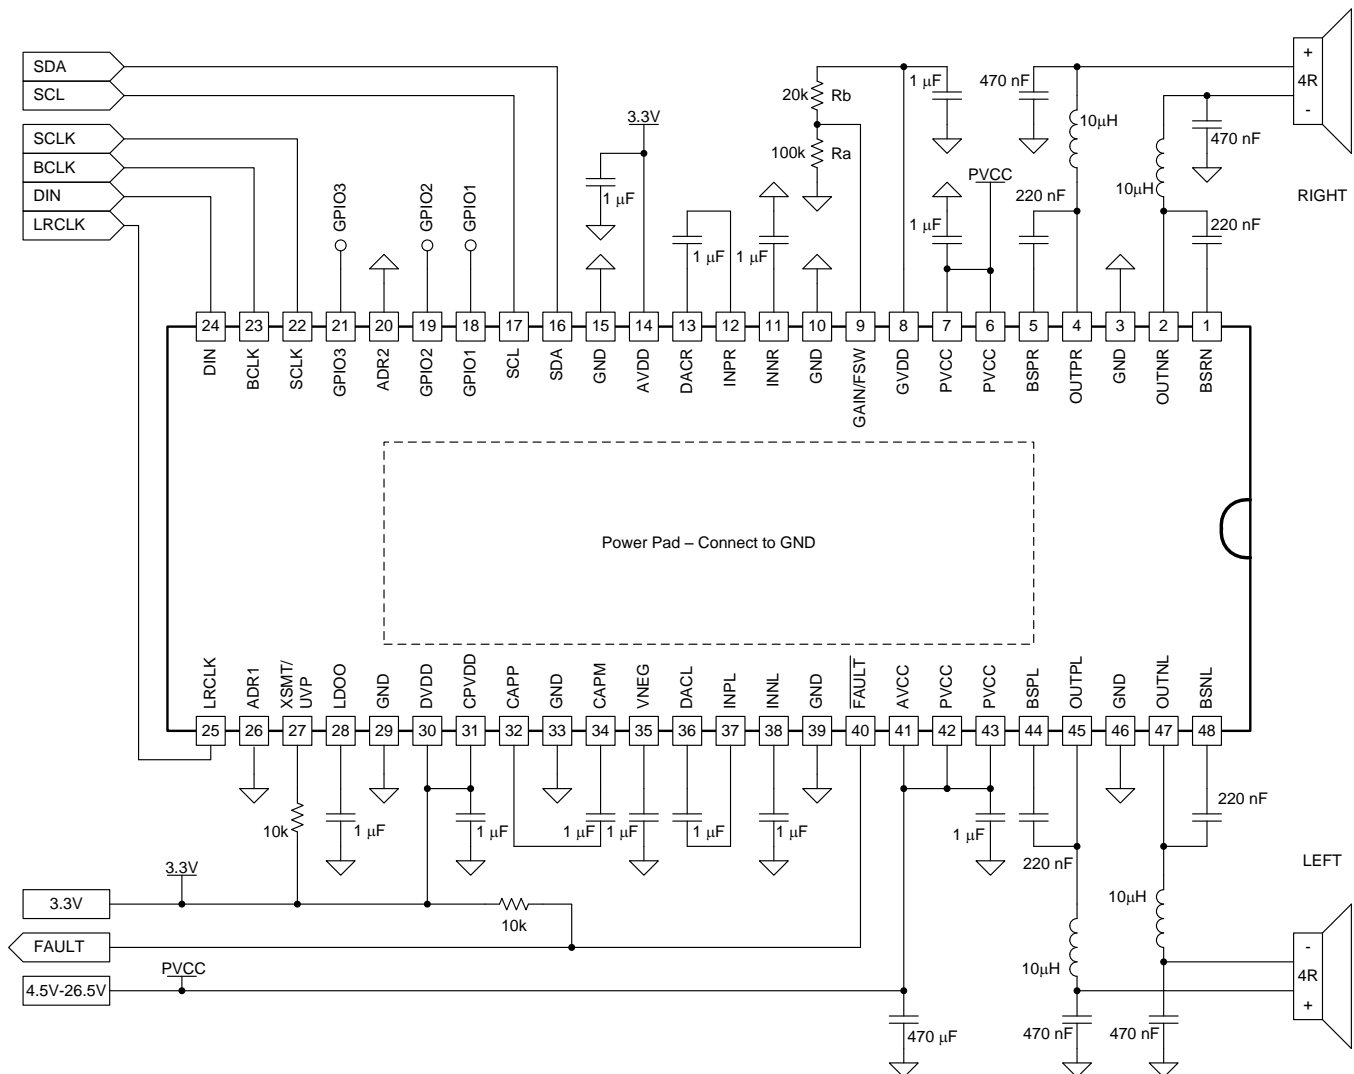 SDA
SCL
SCLK
BCLK
DIN
LRCLK
GPIO3
GPIO2
GPIO1
3.3V
1 µF
1 µF
1 µF
20k Rb
100k Ra
1 µF
PVCC
1 µF
470 nF
10µH
220 nF
10µH
470 nF
220 nF
+
4R
-
RIGHT
24 23 22 21 20 19 18 17 16 15 14 13 12 11 10 9 8 7 6 5 4 3 2 1
DIN
BCLK
SCLK
GPIO3
ADR2
GPIO2
GPIO1
SCL
SDA
GND
AVDD
DACR
INPR
INNR
GND
GAIN/FSW
GVDD
PVCC
PVCC
BSPR
OUTPR
GND
OUTNR
BSRN
Power Pad – Connect to GND
LRCLK
ADR1
XSMT/
UVP
LDOO
GND
DVDD
CPVDD
CAPP
GND
CAPM
VNEG
DACL
INPL
INNL
GND
FAULT
AVCC
PVCC
PVCC
BSPL
OUTPL
GND
OUTNL
BSNL
25 26 27 28 29 30 31 32 33 34 35 36 37 38 39 40 41 42 43 44 45 46 47 48
10k
1 µF
1 µF
1 µF
1 µF
1 µF
1 µF
1 µF
220 nF
220 nF
LEFT
3.3V
3.3V
10k
FAULT
PVCC
4.5V-26.5V
10µH
10µH
-
4R
+
470 µF
470 nF
470 nF